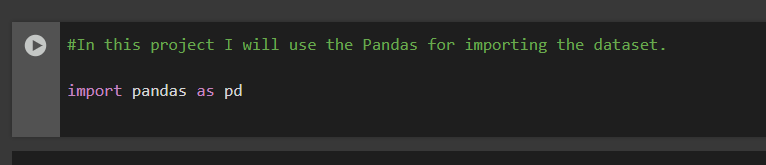 #In this project I will use the Pandas for importing the dataset.
import pandas as pd